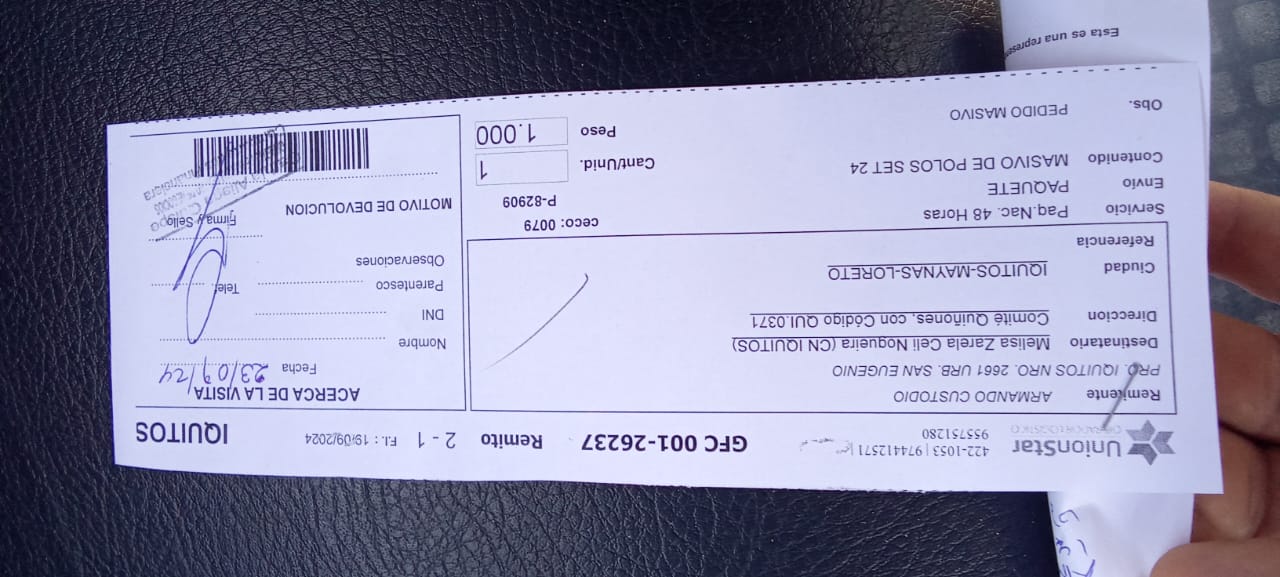 UnionStar
OPERADOR LOGISTICO
422-1053 | 974412571 |
955751280
GFC 001-26237
Remito 2 - 1 F.I.: 19/09/2024
IQUITOS
Remitente ARMANDO CUSTODIO
PRO. IQUITOS NRO. 2661 URB. SAN EUGENIO
Destinatario Melisa Zarela Celi Nogueira (CN IQUITOS)
Direccion Comité Quiñones, con Código QUI.0371
Ciudad IQUITOS-MAYNAS-LORETO
Referencia
Servicio Paq.Nac. 48 Horas
ceco: 0079
Envio PAQUETE
P-82909
Contenido MASIVO DE POLOS SET 24
Cant/Unid. 1
Peso 1.000
Obs. PEDIDO MASIVO
ACERCA DE LA VISITA
Fecha 23/09/24
Nombre
DNI
Parentesco Telef.
Observaciones
Firma y Sello
MOTIVO DE DEVOLUCION
Esta es una